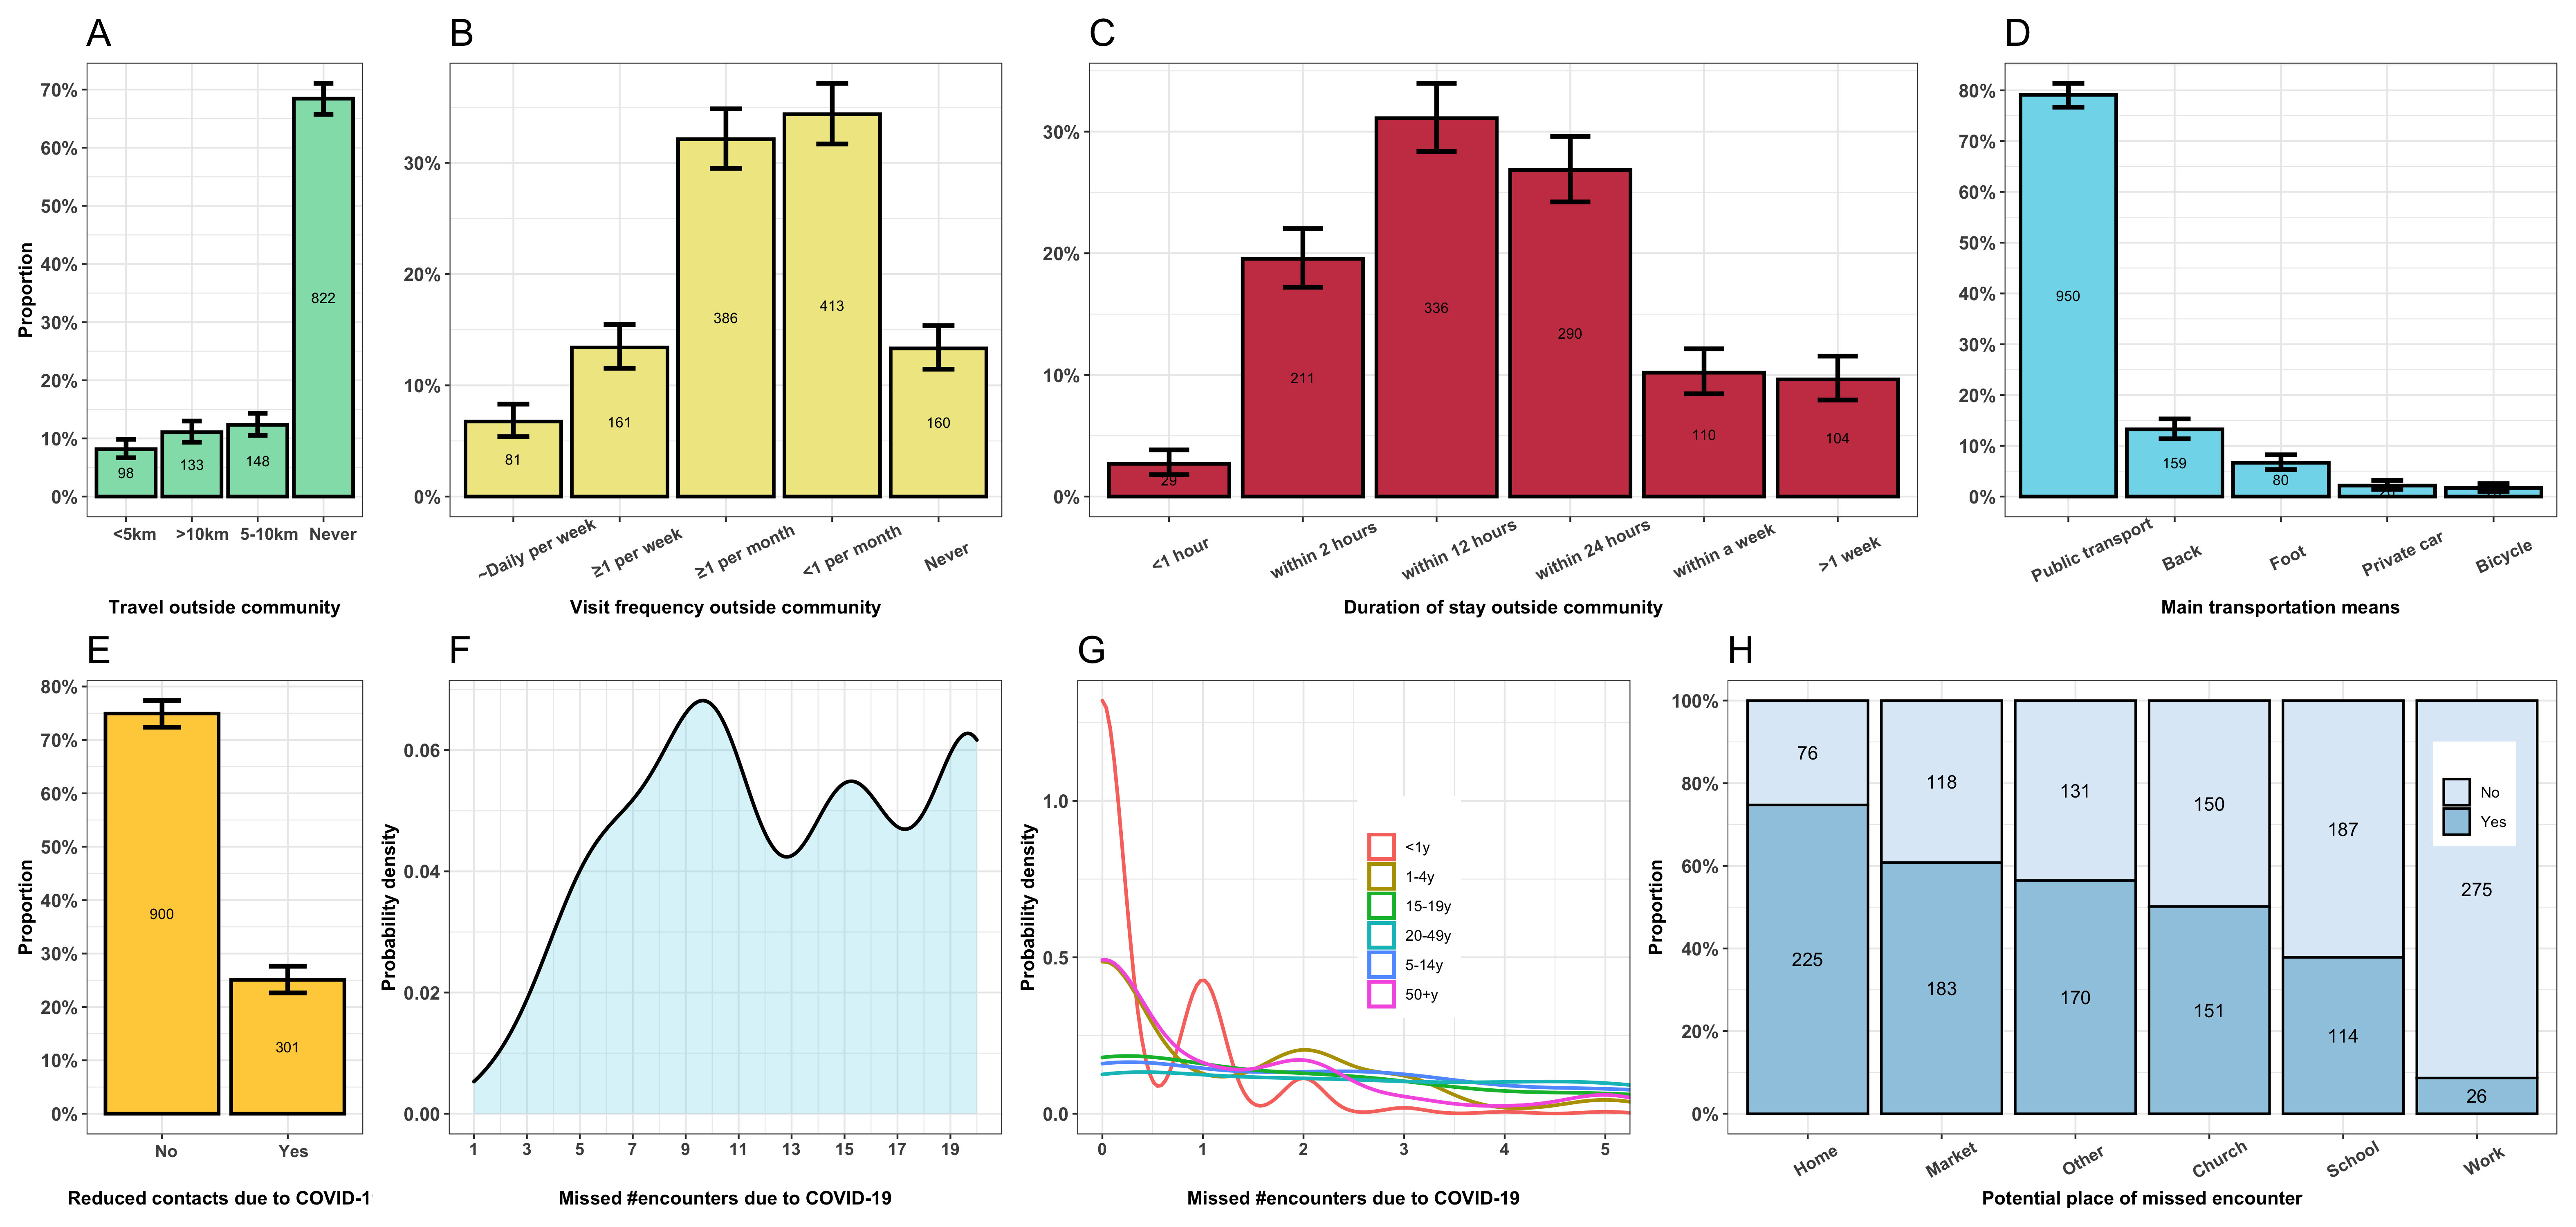 A
B
C
D
Proportion
70%
60%
50%
40%
30%
20%
10%
0%
98
133
148
822
<5km
>10km
5-10km
Never
Travel outside community
30%
20%
10%
0%
81
161
386
413
160
~Daily per week
≥1 per week
≥1 per month
<1 per month
Never
Visit frequency outside community
30%
20%
10%
0%
29
211
336
290
110
104
<1 hour
within 2 hours
within 12 hours
within 24 hours
within a week
>1 week
Duration of stay outside community
80%
70%
60%
50%
40%
30%
20%
10%
0%
950
159
80
Public transport
Back
Foot
Private car
Bicycle
Main transportation means
E
F
G
H
Proportion
80%
70%
60%
50%
40%
30%
20%
10%
0%
900
301
No
Yes
Reduced contacts due to COVID-1
Probability density
0.06
0.04
0.02
0.00
1
3
5
7
9
11
13
15
17
19
Missed #encounters due to COVID-19
Probability density
1.0
0.5
0.0
<1y
1-4y
15-19y
20-49y
5-14y
50+y
0
1
2
3
4
5
Missed #encounters due to COVID-19
Proportion
100%
80%
60%
40%
20%
0%
76
118
131
150
187
275
225
183
170
151
114
26
No
Yes
Home
Market
Other
Church
School
Work
Potential place of missed encounter